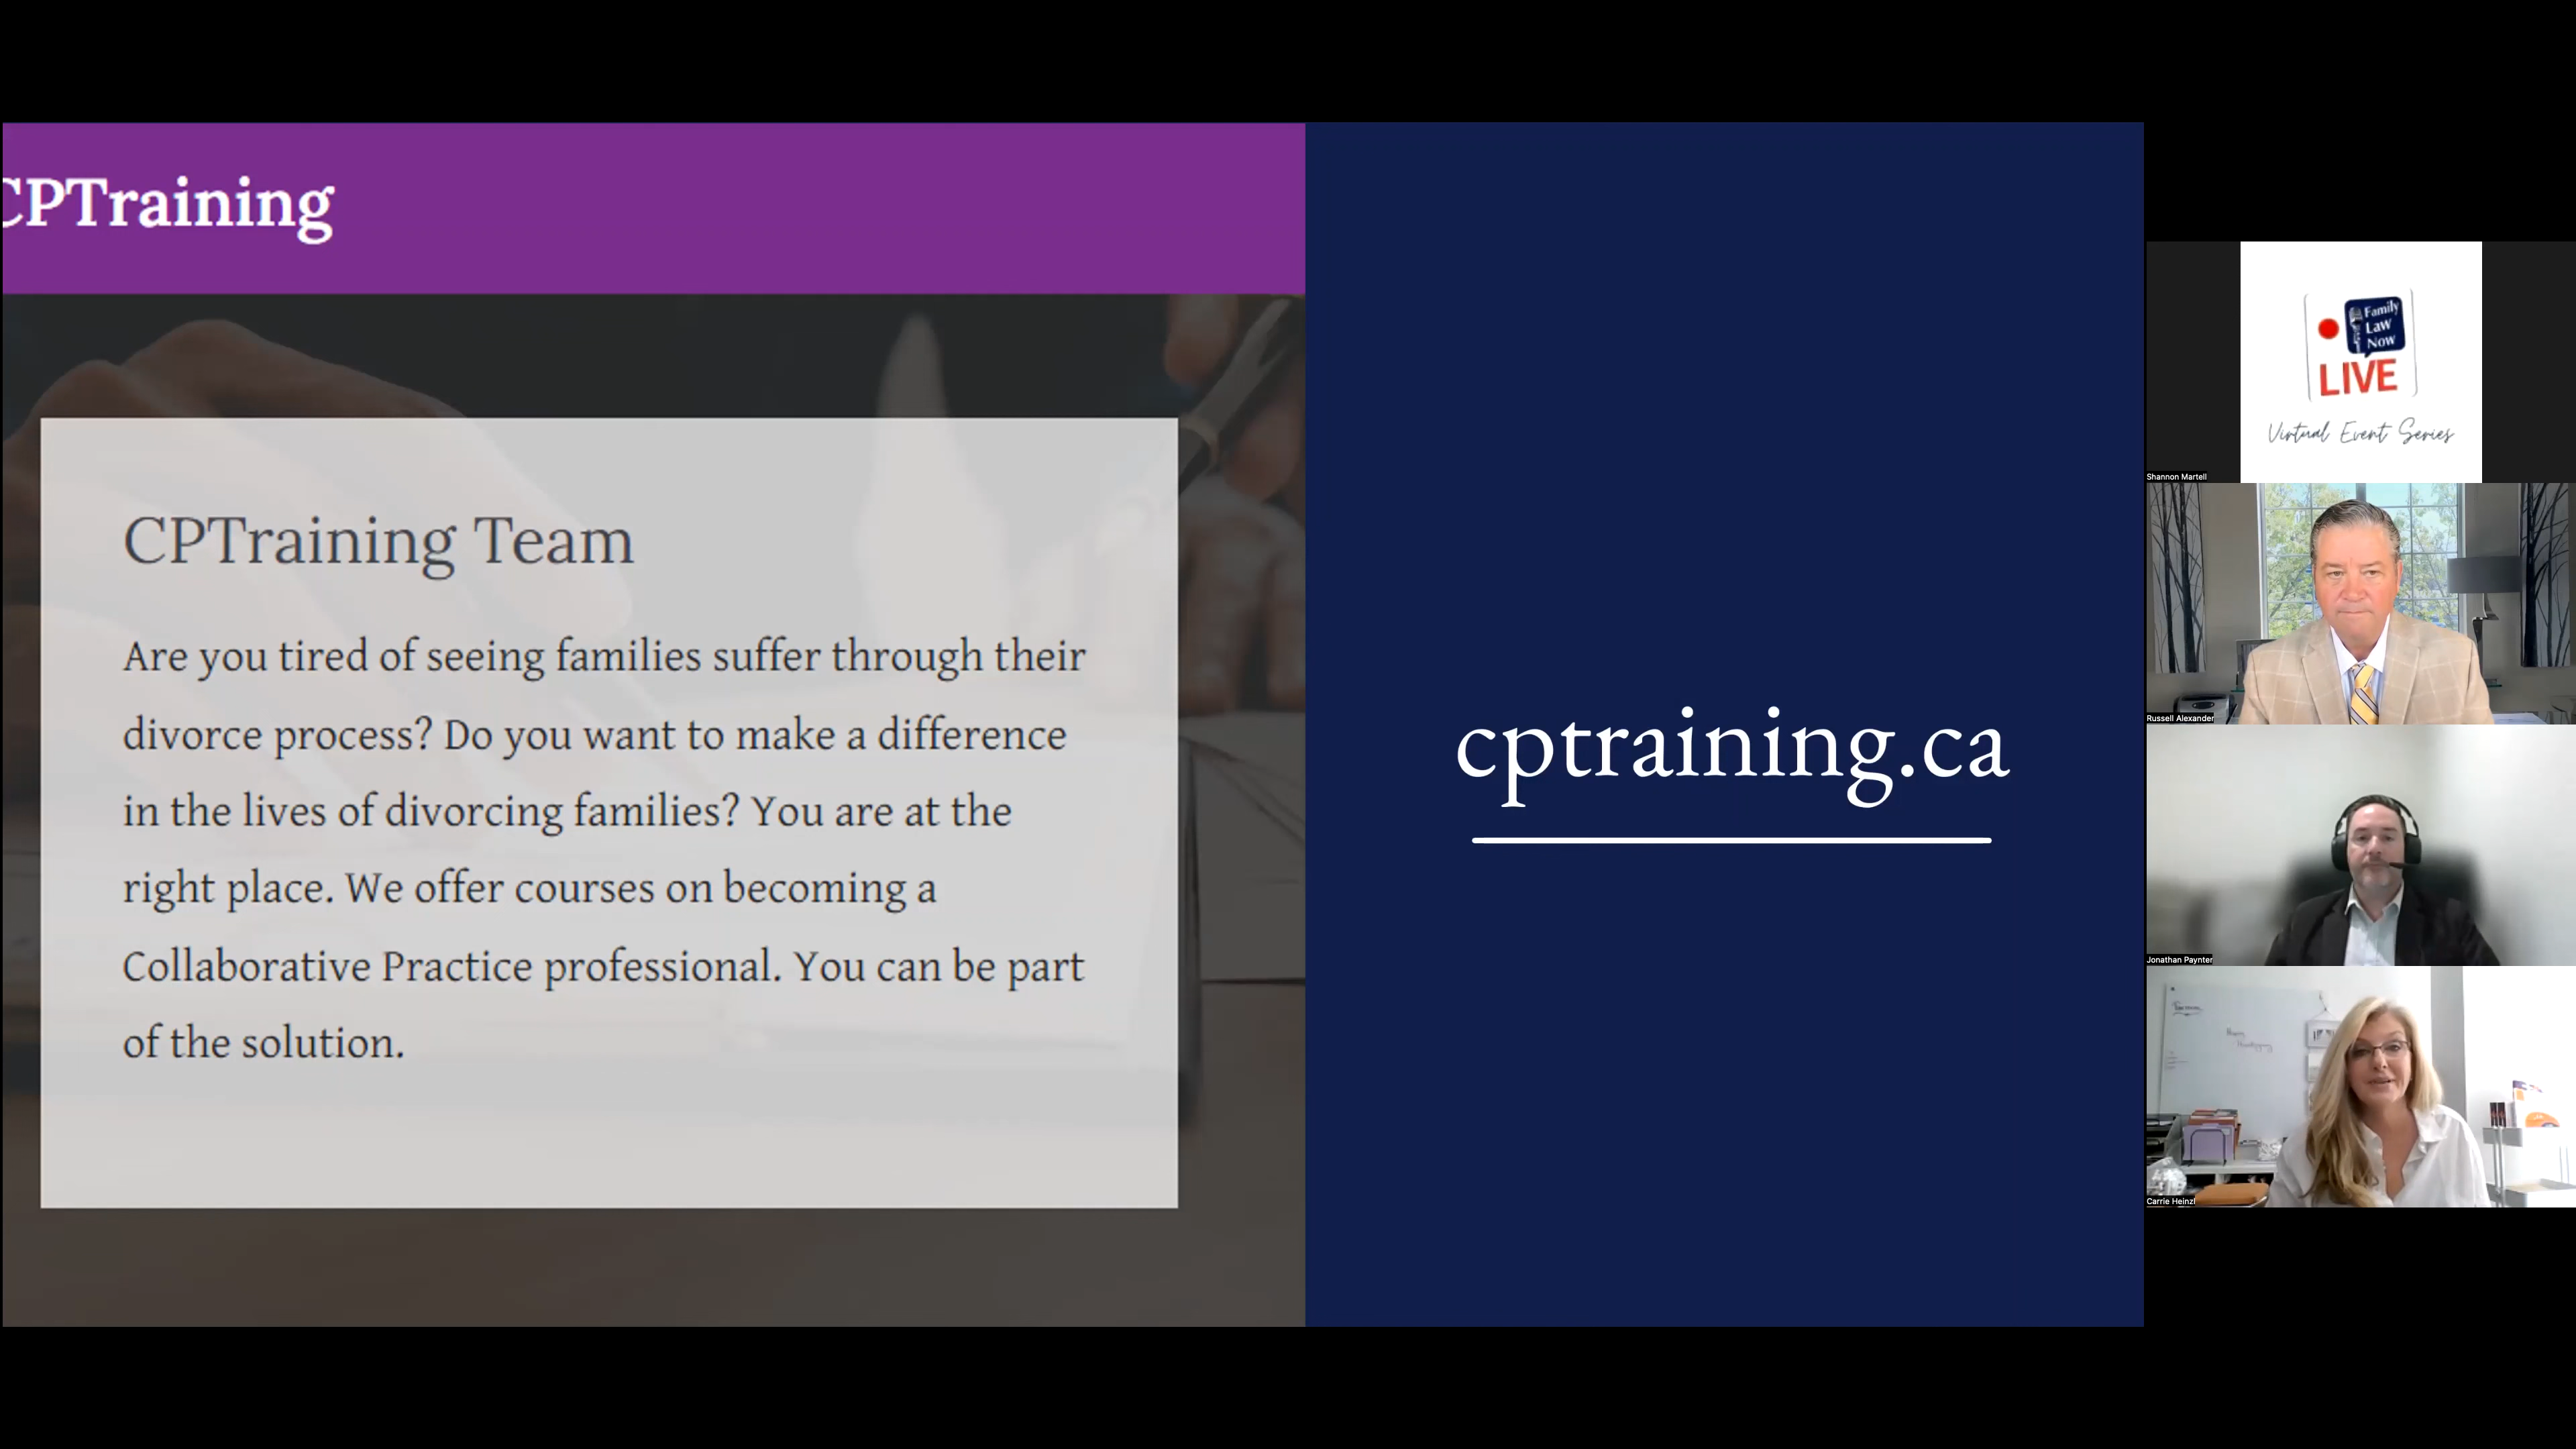 CPTraining
CPTraining Team
Are you tired of seeing families suffer through their
divorce process? Do you want to make a difference
in the lives of divorcing families? You are at the
right place. We offer courses on becoming a
Collaborative Practice professional. You can be part
of the solution.
cptraining.ca
Family
Law
Now
LIVE
Virtual Event Series
Shannon Martell
Russell Alexander
Jonathan Paynter
Carrie Heinzl